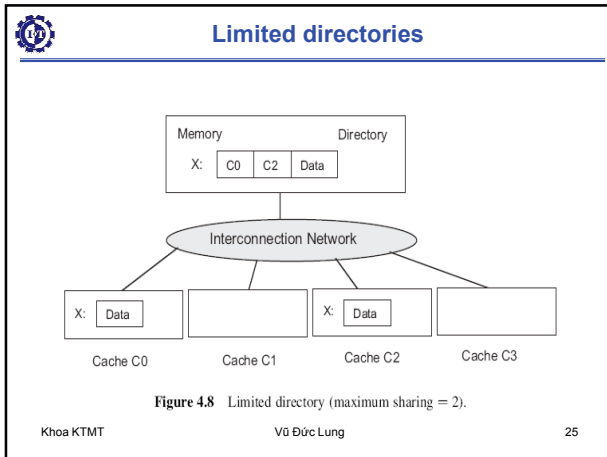 Limited directories
Memory Directory
X: C0 C2 Data
Interconnection Network
X: Data X: Data
Cache C0 Cache C1 Cache C2 Cache C3
Figure 4.8 Limited directory (maximum sharing = 2).
Khoa KTMT Vũ Đức Lung 25